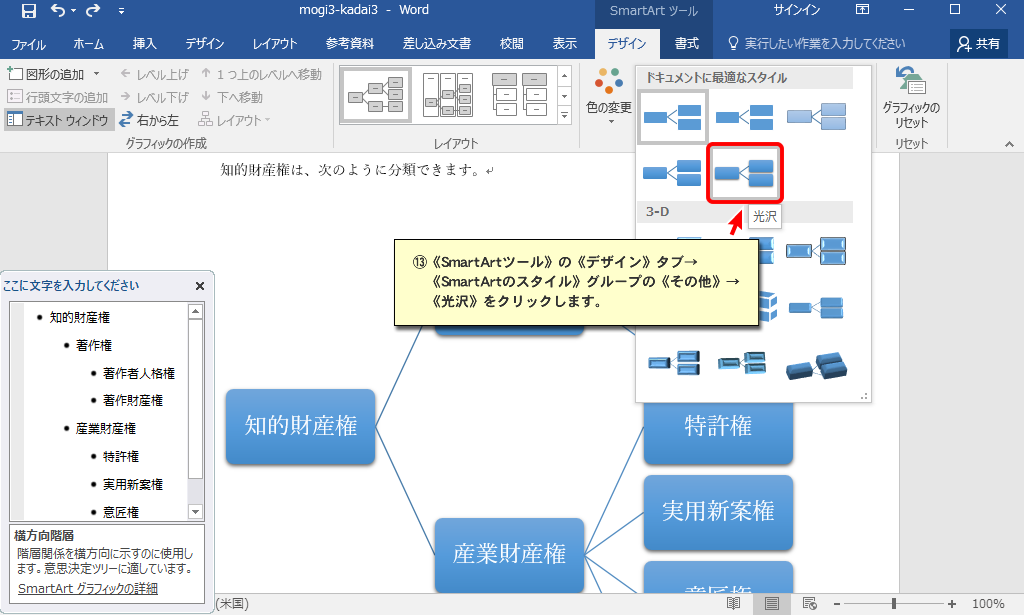 mogi3-kadai3 - Word
SmartArt ツール
サインイン
ファイル
ホーム
挿入
デザイン
レイアウト
参考資料
差し込み文書
校閲
表示
デザイン
書式
実行したい作業を入力してください
共有
図形の追加
レベル上げ
1つ上のレベルへ移動
行頭文字の追加
レベル下げ
下へ移動
テキスト ウィンドウ
右から左
レイアウト
グラフィックの作成
レイアウト
色の変更
ドキュメントに最適なスタイル
3-D
光沢
グラフィックの
リセット
リセット
知的財産権は、次のように分類できます。↵
⑬《SmartArtツール》の《デザイン》タブ→
《SmartArtのスタイル》グループの《その他》→
《光沢》をクリックします。
ここに文字を入力してください
• 知的財産権
• 著作権
• 著作者人格権
• 著作財産権
• 産業財産権
• 特許権
• 実用新案権
• 意匠権
横方向階層
階層関係を横方向に示すのに使用し
ます。意思決定ツリーに適しています。
SmartArt グラフィックの詳細
知的財産権
特許権
実用新案権
産業財産権
意匠権
(米国)
100%